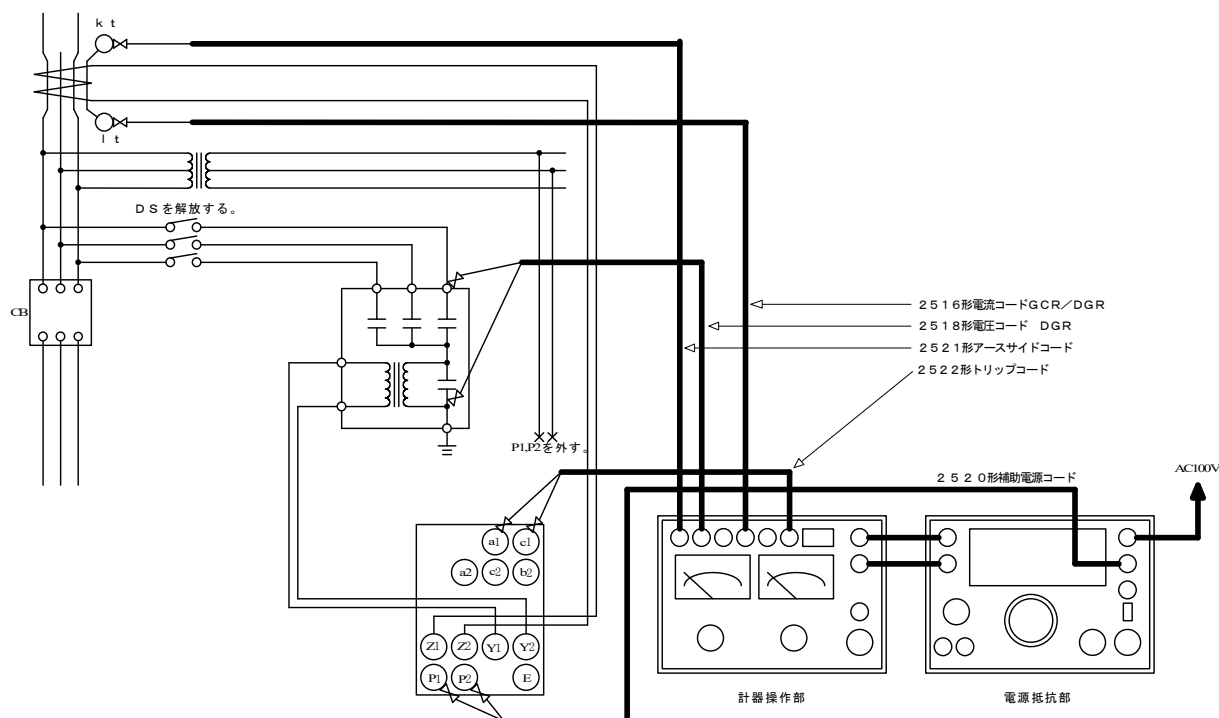 k t
l t
DSを解放する。
CB
2516形電流コードGCR／DGR
2518形電圧コード DGR
2521形アースサイドコード
2522形トリップコード
P1,P2を外す。
2520形補助電源コード
AC100V
a1
c1
a2
c2
b2
Z1
Z2
Y1
Y2
P1
P2
E
計器操作部
電源抵抗部